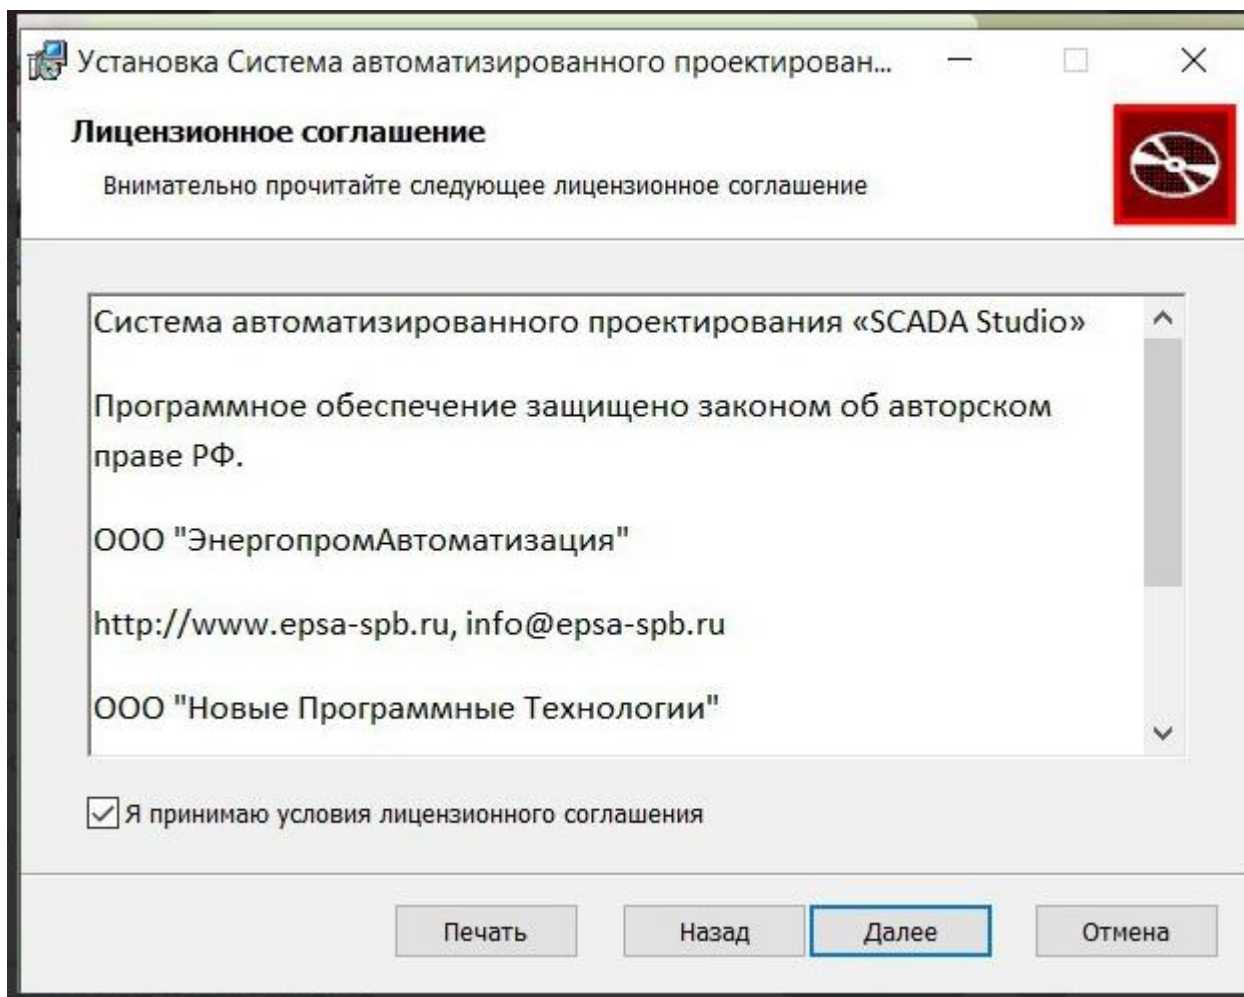 Установка Система автоматизированного проектирован...
Лицензионное соглашение
Внимательно прочитайте следующее лицензионное соглашение
Система автоматизированного проектирования «SCADA Studio»
Программное обеспечение защищено законом об авторском
праве РФ.
ООО "ЭнергопромАвтоматизация"
http://www.epsa-spb.ru, info@epsa-spb.ru
ООО "Новые Программные Технологии"
Я принимаю условия лицензионного соглашения
Печать Назад Далее Отмена